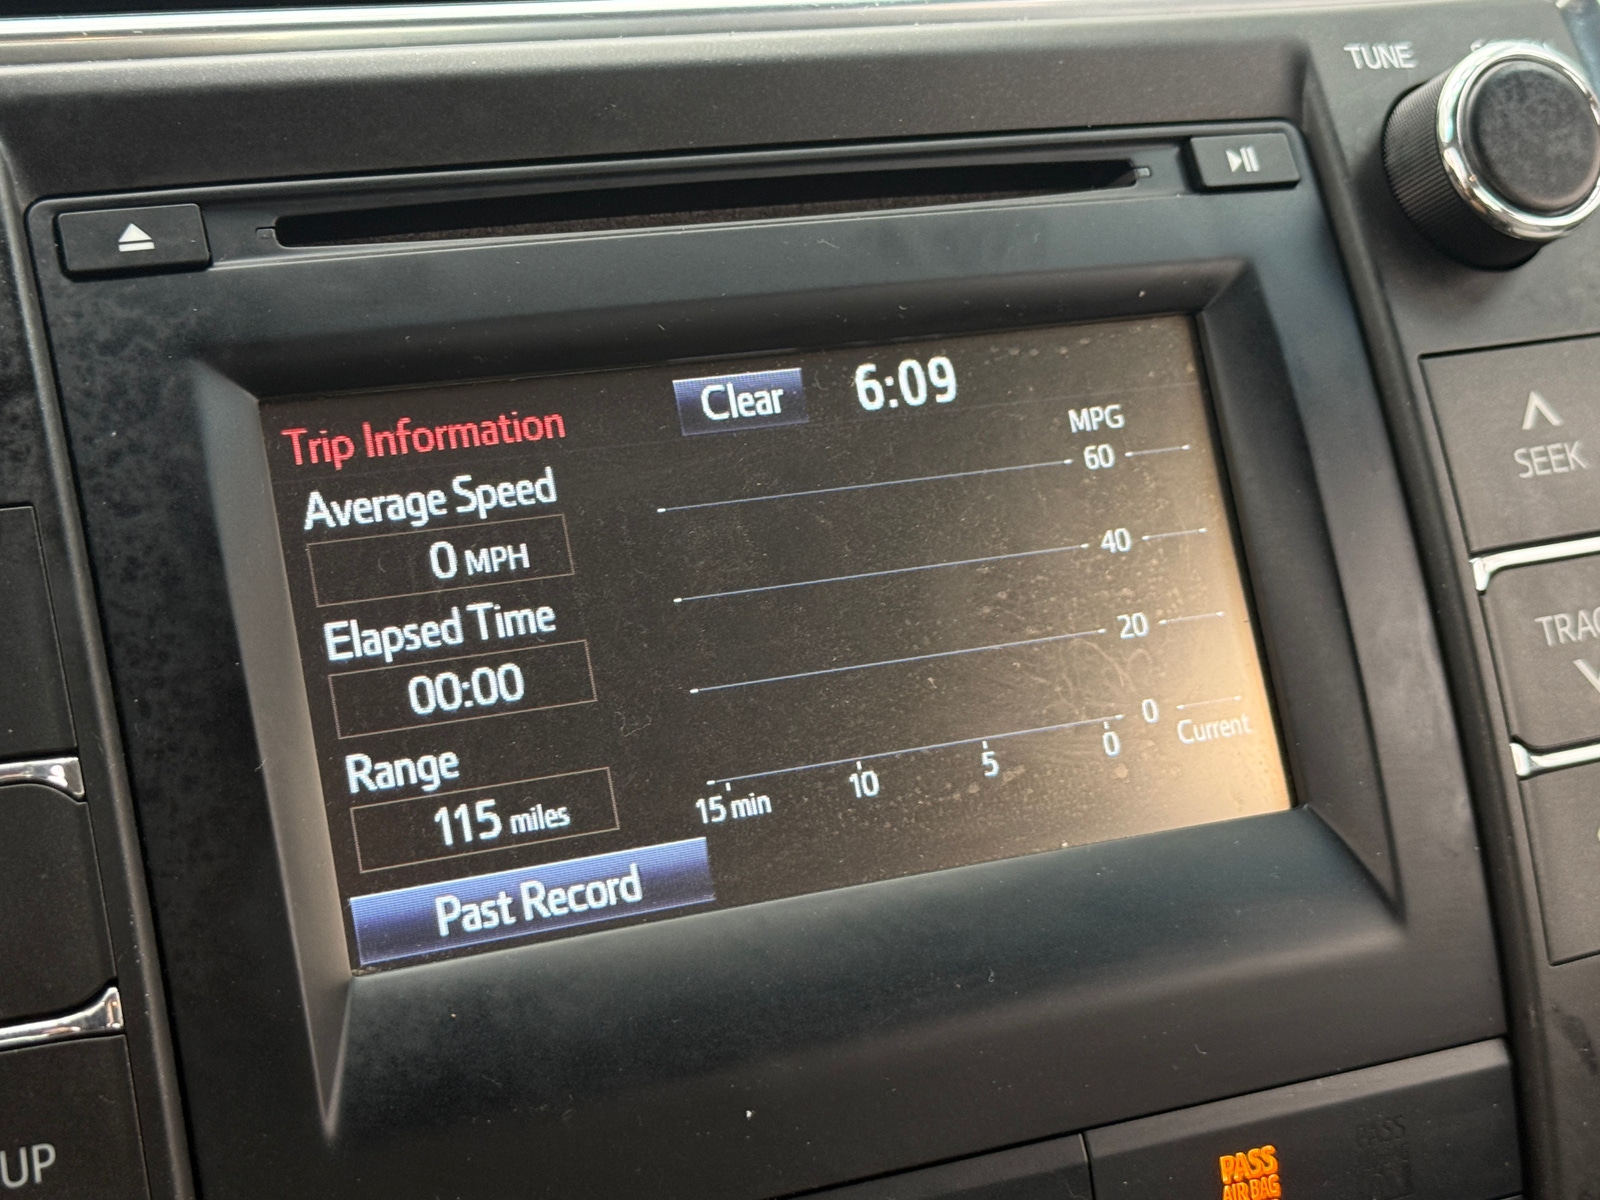 TUNE
SEEK
TRAC
Clear
6:09
Trip Information
MPG
60
Average Speed
0 MPH
40
Elapsed Time
00:00
20
0
Current
Range
115 miles
15 min
10
5
0
Past Record
UP
PASS
AIR BAG
PASS